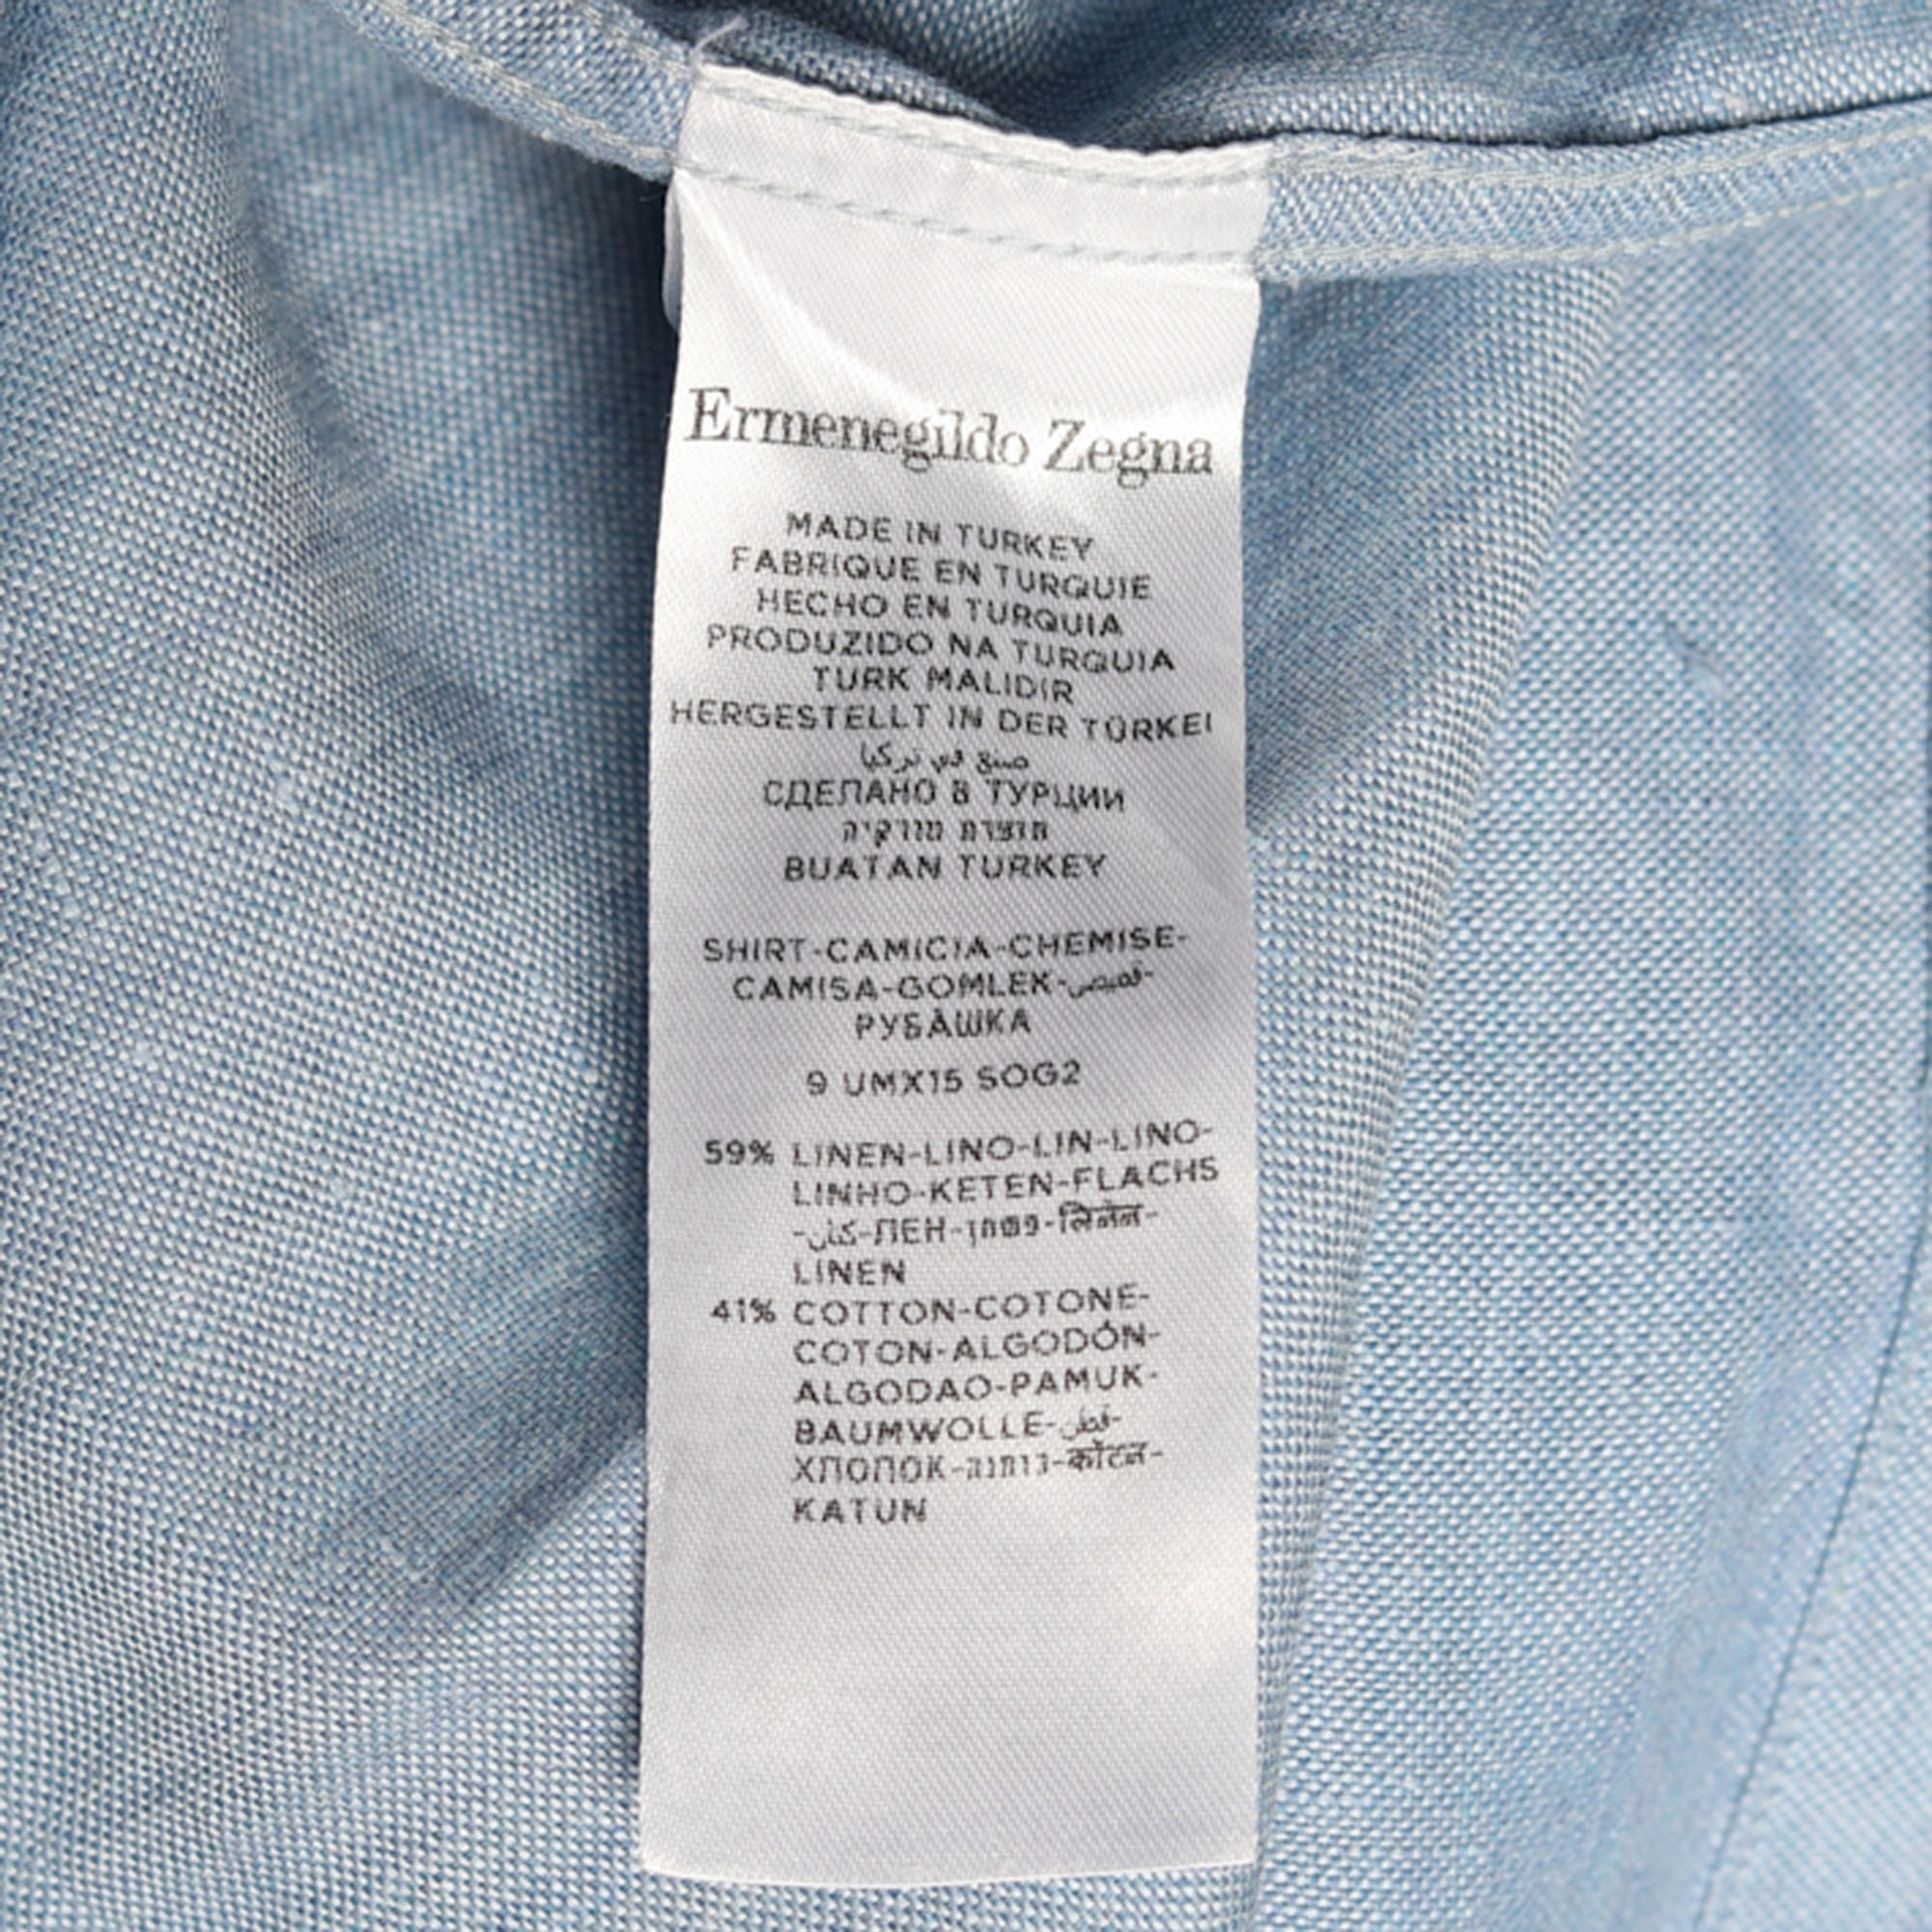 Ermenegildo Zegna
MADE IN TURKEY
FABRIQUE EN TURQUIE
HECHO EN TURQUIA
PRODUZIDO NA TURQUIA
TURK MALIDIR
HERGESTELLT IN DER TÜRKEI
صنع في تركيا
СДЕЛАНО В ТУРЦИИ
תוצרת טורקיה
BUATAN TURKEY
SHIRT-CAMICIA-CHEMISE-
CAMISA-GOMLEK-قميص-
РУБАШКА
9 UMX15 SOG2
59% LINEN-LINO-LIN-LINO-
LINHO-KETEN-FLACHS
-كتان-ЛЕН-פשתן-लिनेन-
LINEN
41% COTTON-COTONE-
COTON-ALGODÓN-
ALGODAO-PAMUK-
BAUMWOLLE-قطن-
ХЛОПОК-כותנה-कॉटन-
KATUN